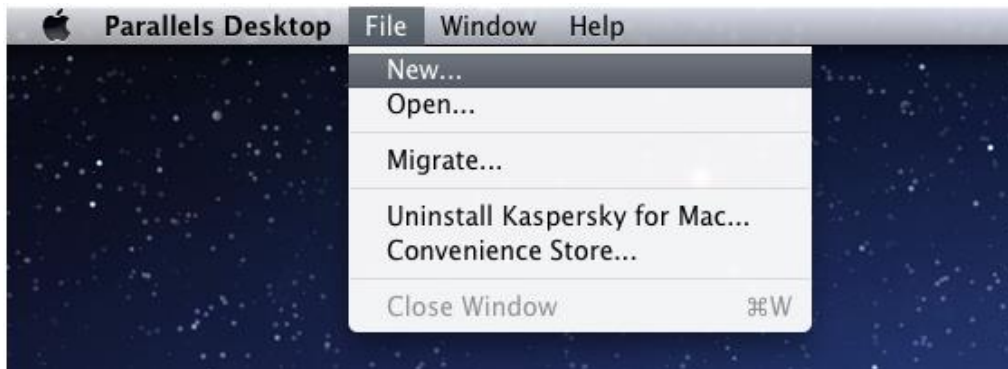 Parallels Desktop File Window Help
New...
Open...
Migrate...
Uninstall Kaspersky for Mac...
Convenience Store...
Close Window ⌘W